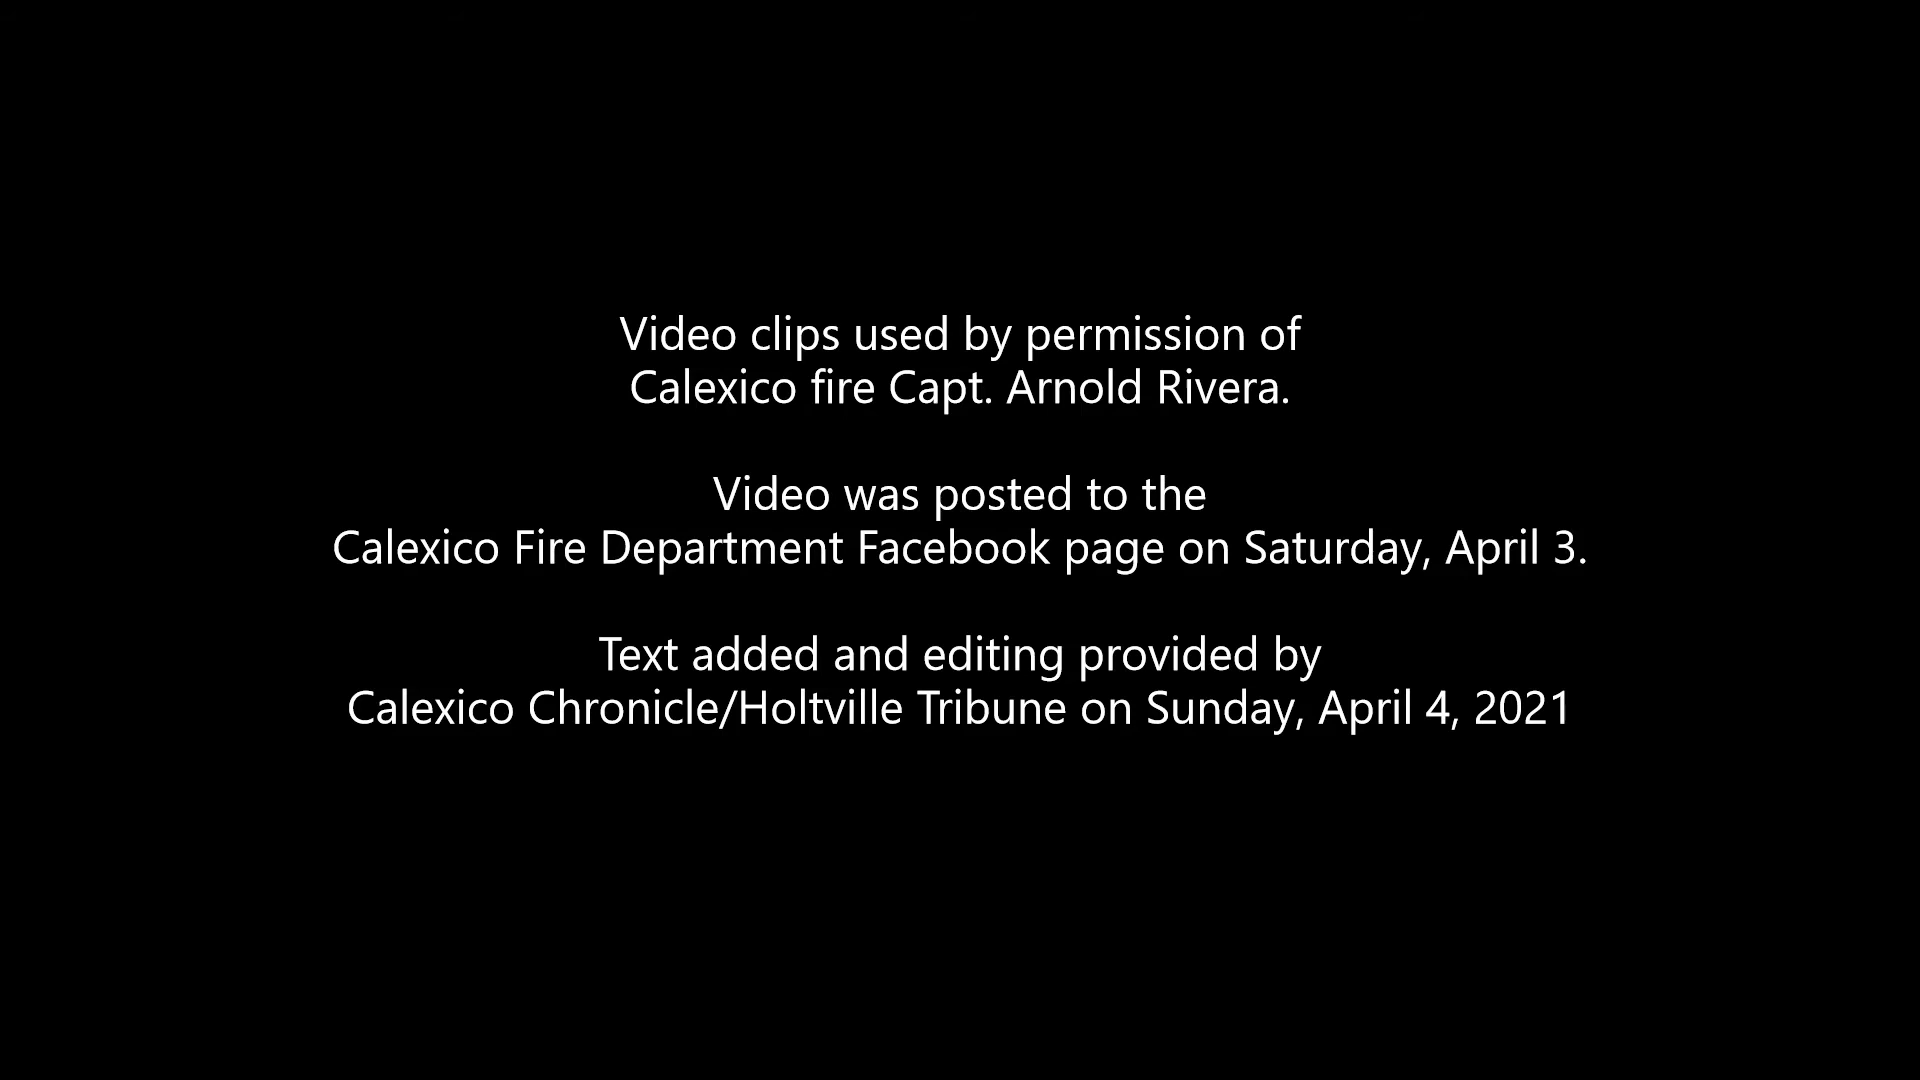 Video clips used by permission of
Calexico fire Capt. Arnold Rivera.
Video was posted to the
Calexico Fire Department Facebook page on Saturday, April 3.
Text added and editing provided by
Calexico Chronicle/Holtville Tribune on Sunday, April 4, 2021